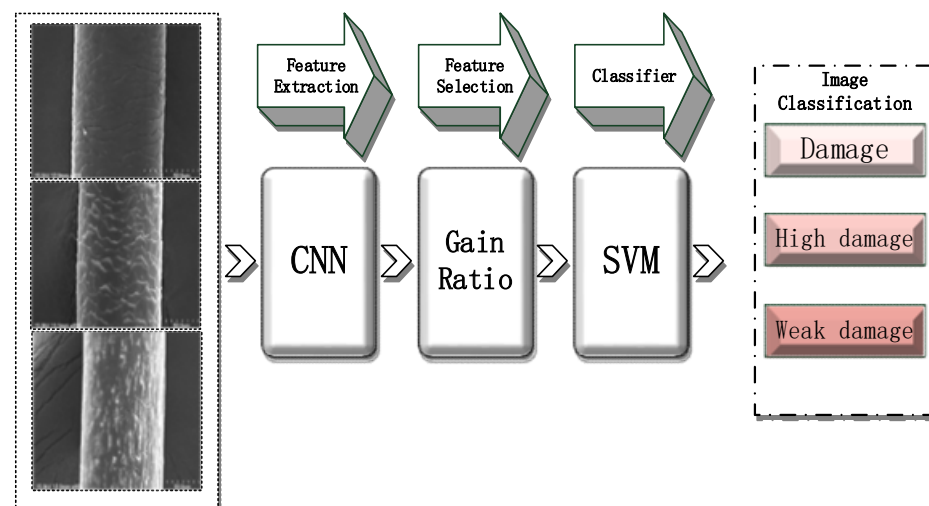 Feature
Extraction
Feature
Selection
Classifier
CNN
Gain
Ratio
SVM
Image
Classification
Damage
High damage
Weak damage